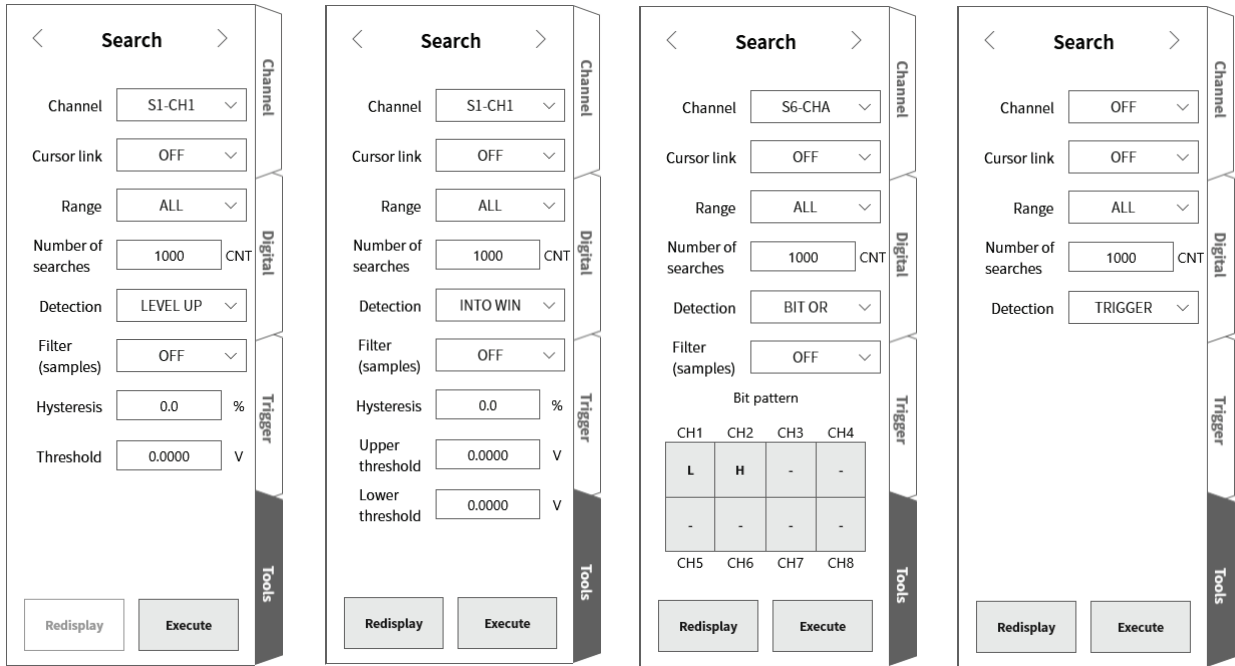 Search
Channel S1-CH1
Cursor link OFF
Range ALL
Number of
searches 1000 CNT
Detection LEVEL UP
Filter
(samples) OFF
Hysteresis 0.0 %
Threshold 0.0000 V
Redisplay Execute
Channel
Digital
Trigger
Tools
Search
Channel S1-CH1
Cursor link OFF
Range ALL
Number of
searches 1000 CNT
Detection INTO WIN
Filter
(samples) OFF
Hysteresis 0.0 %
Upper
threshold 0.0000 V
Lower
threshold 0.0000 V
Redisplay Execute
Channel
Digital
Trigger
Tools
Search
Channel S6-CHA
Cursor link OFF
Range ALL
Number of
searches 1000 CNT
Detection BIT OR
Filter
(samples) OFF
Bit pattern
CH1 CH2 CH3 CH4
L H - -
- - - -
CH5 CH6 CH7 CH8
Redisplay Execute
Channel
Digital
Trigger
Tools
Search
Channel OFF
Cursor link OFF
Range ALL
Number of
searches 1000 CNT
Detection TRIGGER
Redisplay Execute
Channel
Digital
Trigger
Tools